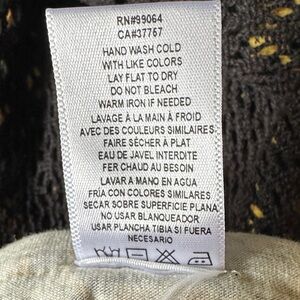 RN#99064
CA#37767
HAND WASH COLD
WITH LIKE COLORS
LAY FLAT TO DRY
DO NOT BLEACH
WARM IRON IF NEEDED
LAVAGE À LA MAIN À FROID
AVEC DES COULEURS SIMILAIRES
FAIRE SÉCHER À PLAT
EAU DE JAVEL INTERDITE
FER CHAUD AU BESOIN
LAVAR A MANO EN AGUA
FRÍA CON COLORES SIMILARES
SECAR SOBRE SUPERFICIE PLANA
NO USAR BLANQUEADOR
USAR PLANCHA TIBIA SI FUERA
NECESARIO